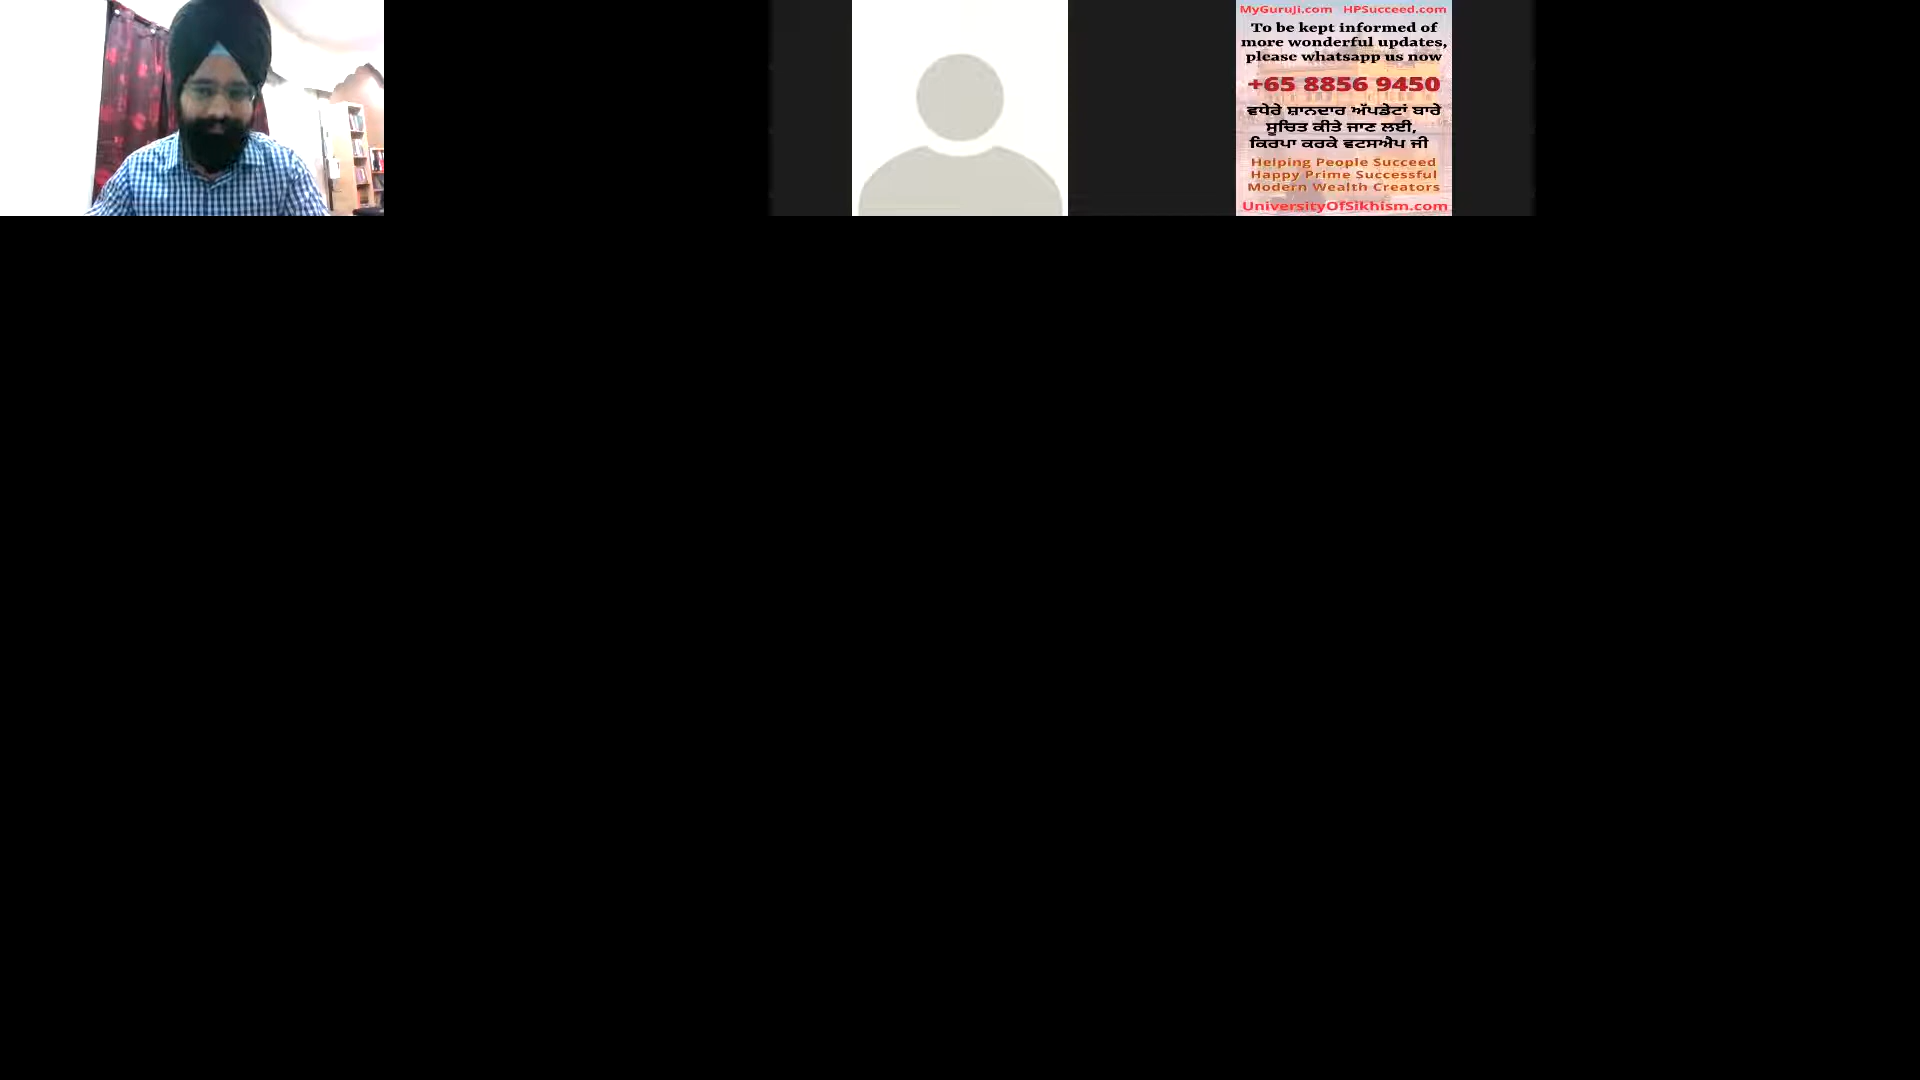 MyGuruJi.com HPSucceed.com
To be kept informed of
more wonderful updates,
please whatsapp us now
+65 8856 9450
ਵਧੇਰੇ ਸ਼ਾਨਦਾਰ ਅੱਪਡੇਟਾਂ ਬਾਰੇ
ਸੂਚਿਤ ਕੀਤੇ ਜਾਣ ਲਈ,
ਕਿਰਪਾ ਕਰਕੇ ਵਟਸਐਪ ਜੀ
Helping People Succeed
Happy Prime Successful
Modern Wealth Creators
UniversityOfSikhism.com